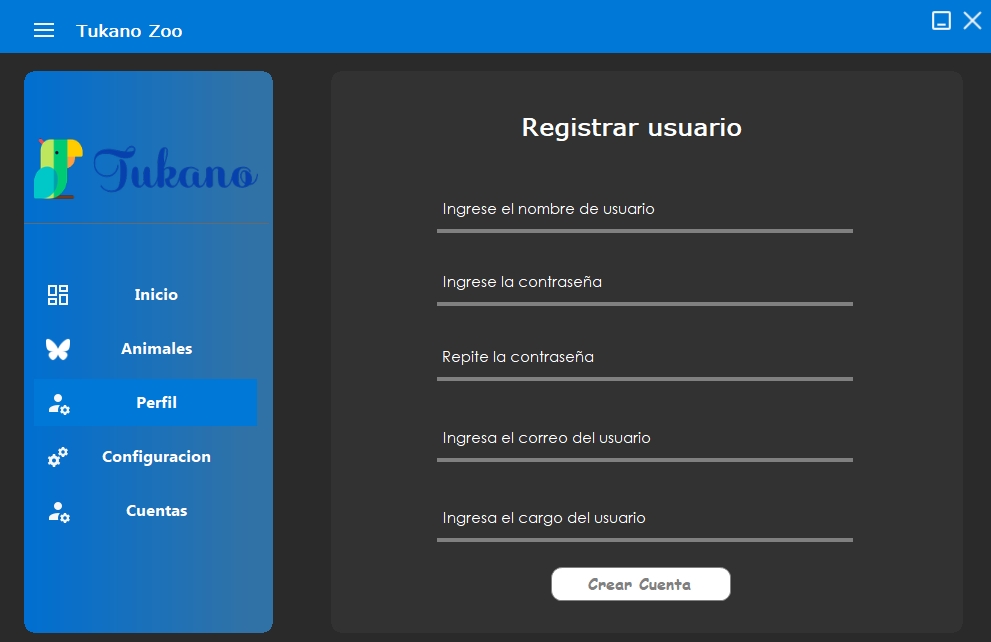 Tukano Zoo
Tukano
Inicio
Animales
Perfil
Configuracion
Cuentas
Registrar usuario
Ingrese el nombre de usuario
Ingrese la contraseña
Repite la contraseña
Ingresa el correo del usuario
Ingresa el cargo del usuario
Crear Cuenta